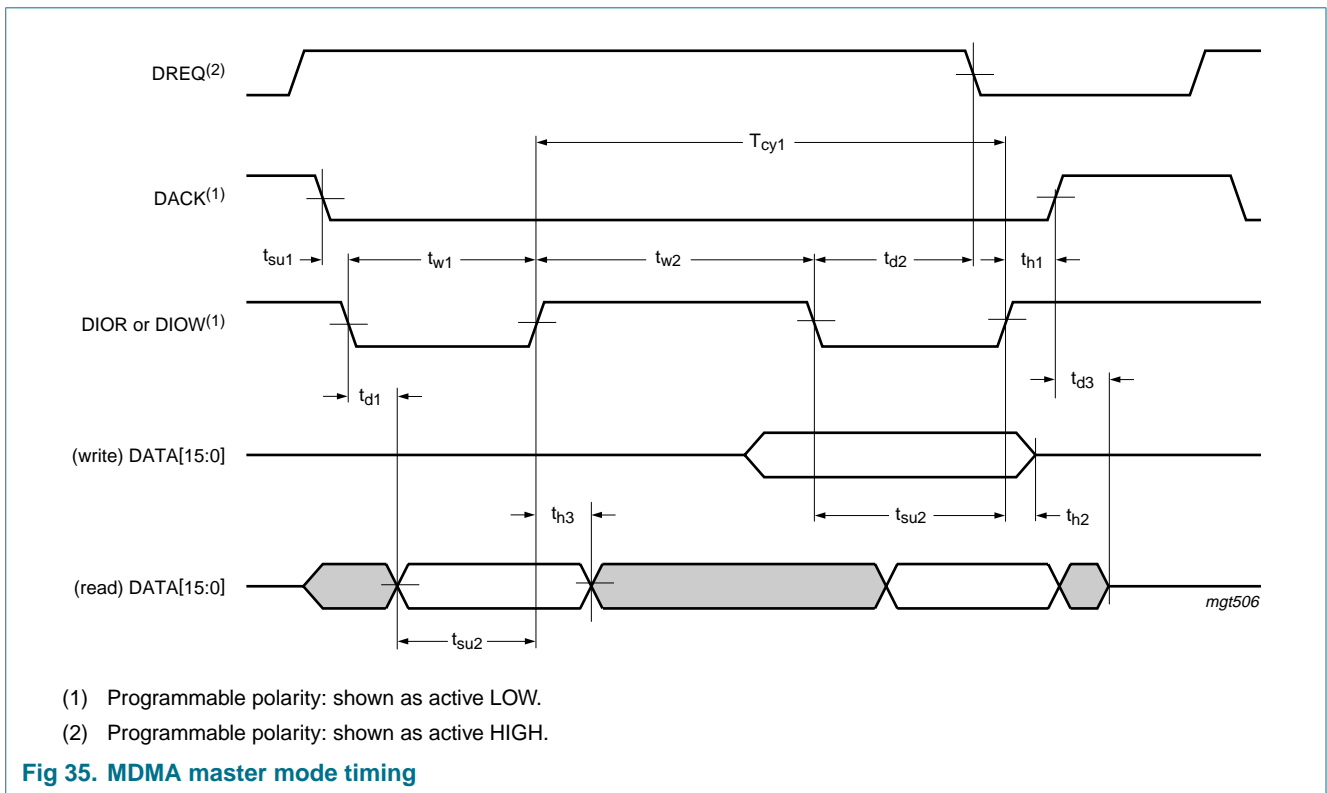 DREQ(2)
Tcy1
DACK(1)
tsu1
tw1
tw2
td2
th1
DIOR or DIOW(1)
td1
td3
(write) DATA[15:0]
th3
tsu2
th2
(read) DATA[15:0]
mgt506
tsu2
(1) Programmable polarity: shown as active LOW.
(2) Programmable polarity: shown as active HIGH.
Fig 35. MDMA master mode timing